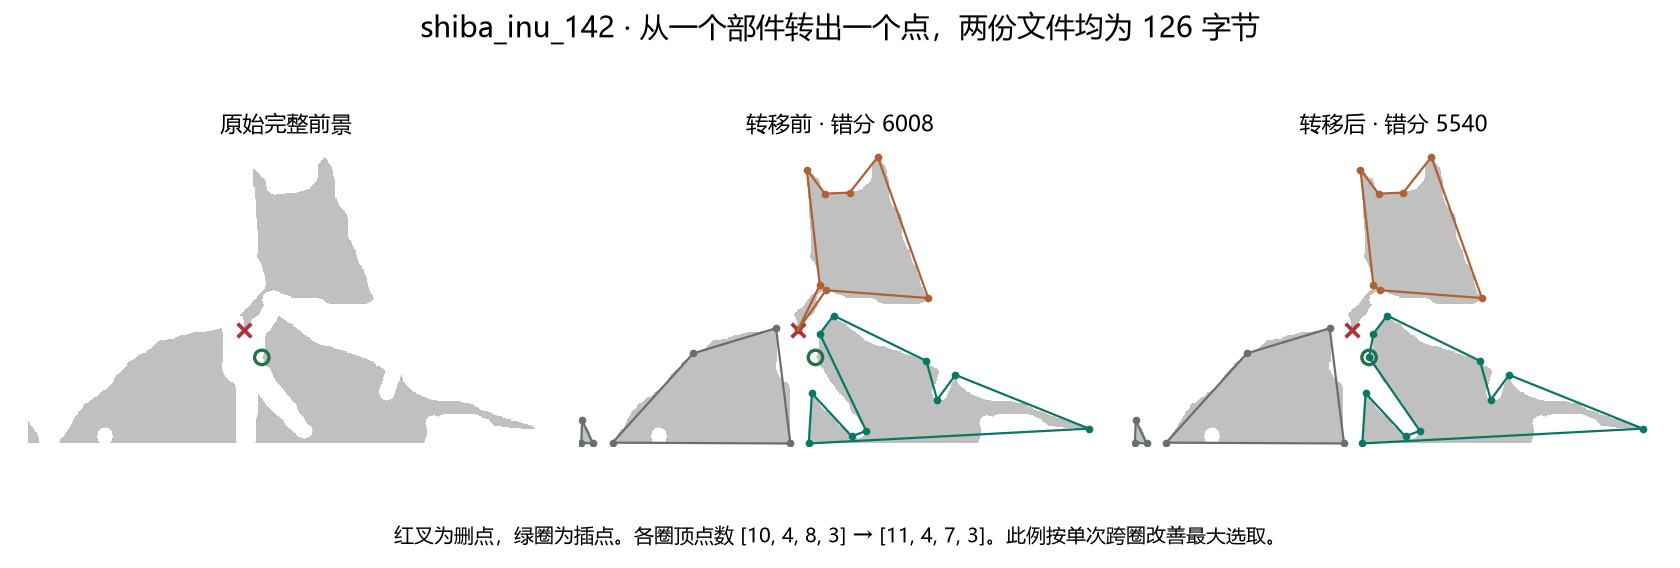 shiba_inu_142 · 从一个部件转出一个点，两份文件均为 126 字节
原始完整前景
转移前 · 错分 6008
转移后 · 错分 5540
红叉为删点，绿圈为插点。各圈顶点数 [10, 4, 8, 3] → [11, 4, 7, 3]。此例按单次跨圈改善最大选取。